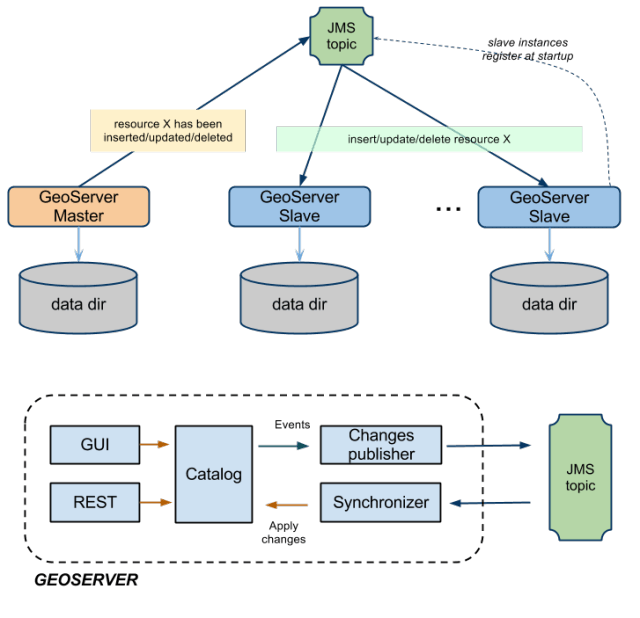 JMS
topic
slave instances
register at startup
resource X has been
inserted/updated/deleted
insert/update/delete resource X
GeoServer
Master
GeoServer
Slave
...
GeoServer
Slave
data dir
data dir
data dir
GUI
REST
Catalog
Events
Changes
publisher
Synchronizer
Apply
changes
JMS
topic
GEOSERVER